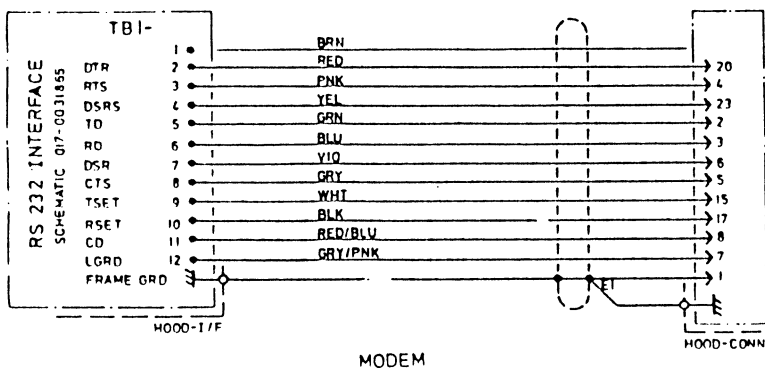 TB1-
RS 232 INTERFACE
SCHEMATIC 017-0031865
1 BRN
DTR 2 RED 20
RTS 3 PNK 4
DSRS 4 YEL 23
TD 5 GRN 2
RD 6 BLU 3
DSR 7 VIO 6
CTS 8 GRY 5
TSET 9 WHT 15
RSET 10 BLK 17
CD 11 RED/BLU 8
LGRD 12 GRY/PNK 7
FRAME GRD 1
HOOD-I/F
HOOD-CONN
MODEM